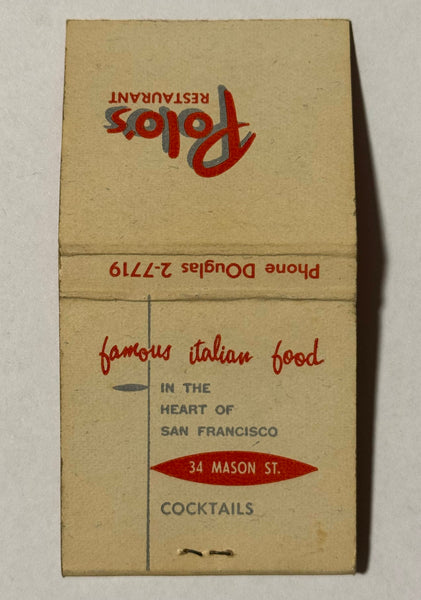 Polo's
RESTAURANT
Phone DOuglas 2-7719
famous italian food
IN THE
HEART OF
SAN FRANCISCO
34 MASON ST.
COCKTAILS